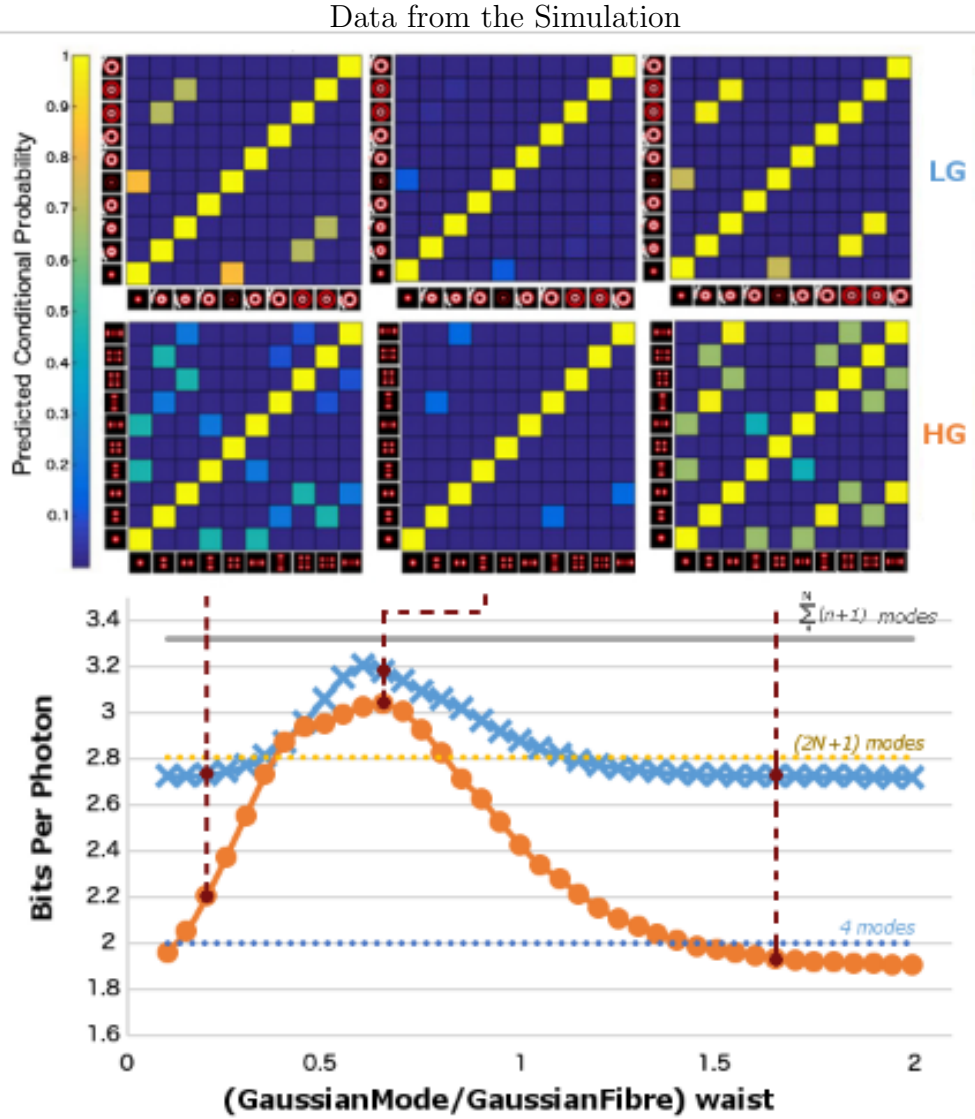 Data from the Simulation
Predicted Conditional Probability
1
0.9
0.8
0.7
0.6
0.5
0.4
0.3
0.2
0.1
LG
HG
Bits Per Photon
3.4
3.2
3
2.8
2.6
2.4
2.2
2
1.8
1.6
(n+1) modes
(2N+1) modes
4 modes
0 0.5 1 1.5 2
(GaussianMode/GaussianFibre) waist